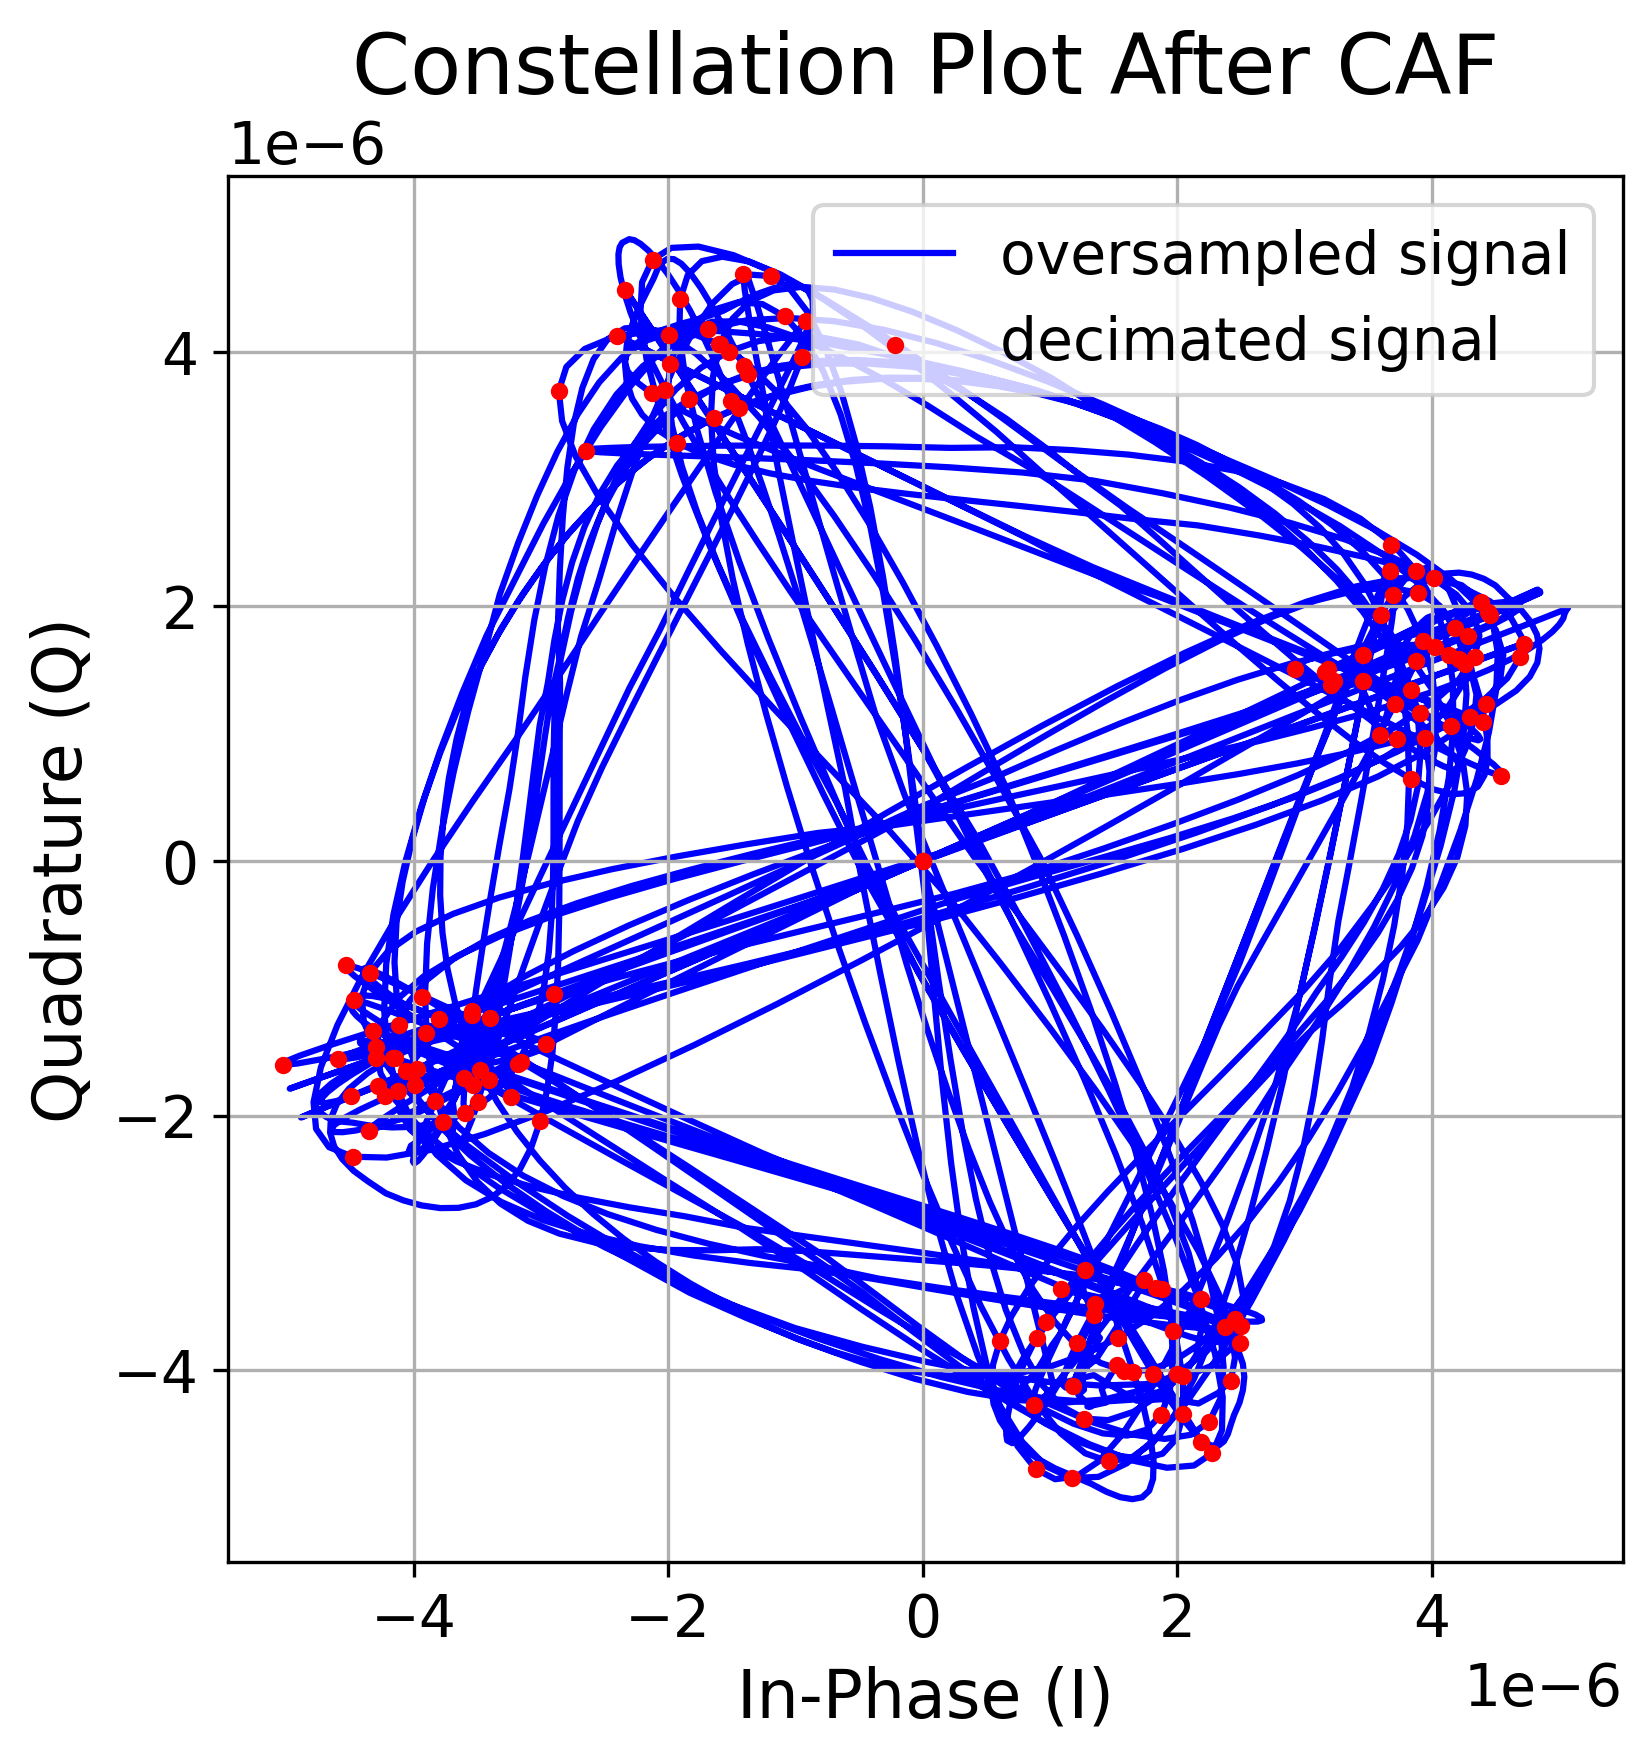 Constellation Plot After CAF
1e−6
oversampled signal
decimated signal
4
2
0
−2
−4
Quadrature (Q)
−4 −2 0 2 4
In-Phase (I)
1e−6